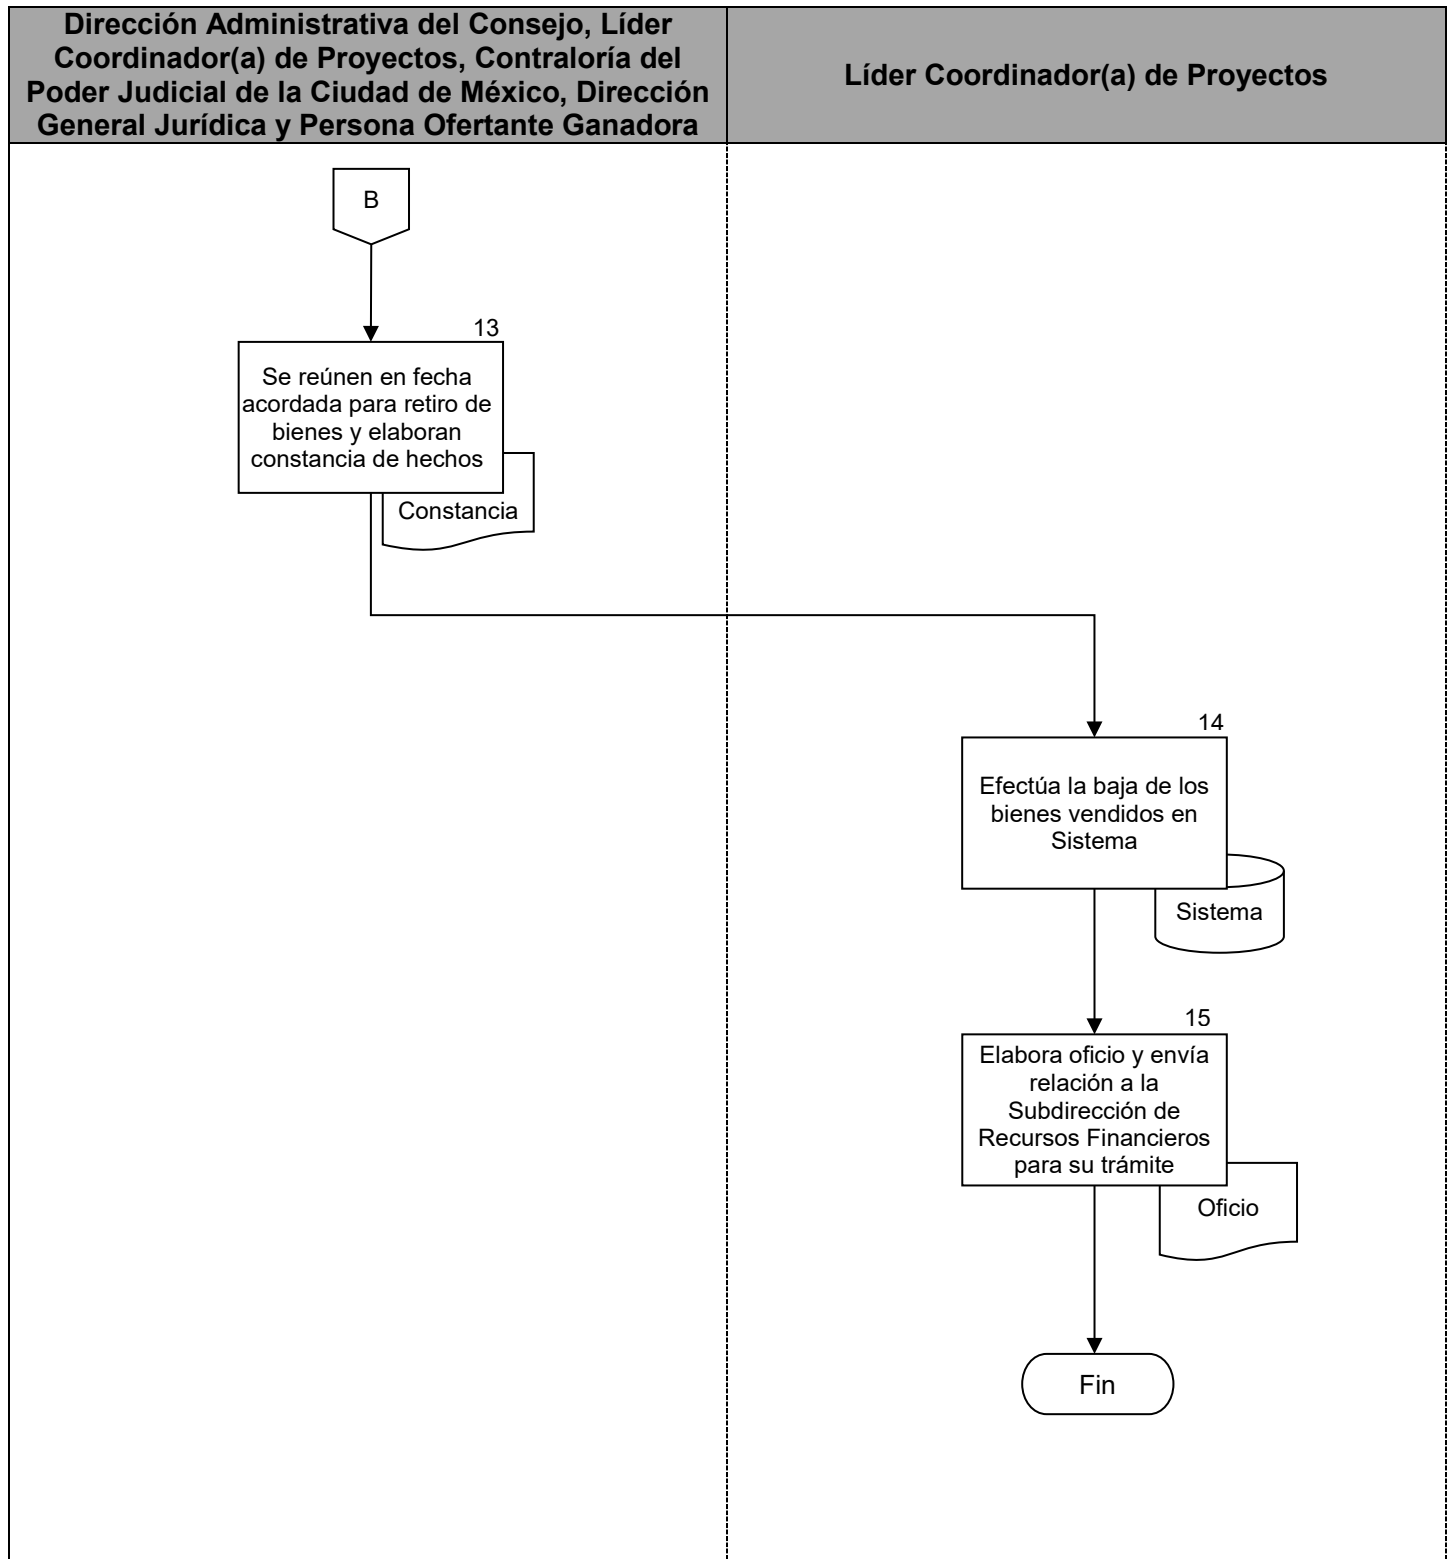 Dirección Administrativa del Consejo, Líder
Coordinador(a) de Proyectos, Contraloría del
Poder Judicial de la Ciudad de México, Dirección
General Jurídica y Persona Ofertante Ganadora
Líder Coordinador(a) de Proyectos
B
13
Se reúnen en fecha
acordada para retiro de
bienes y elaboran
constancia de hechos
Constancia
14
Efectúa la baja de los
bienes vendidos en
Sistema
Sistema
15
Elabora oficio y envía
relación a la
Subdirección de
Recursos Financieros
para su trámite
Oficio
Fin